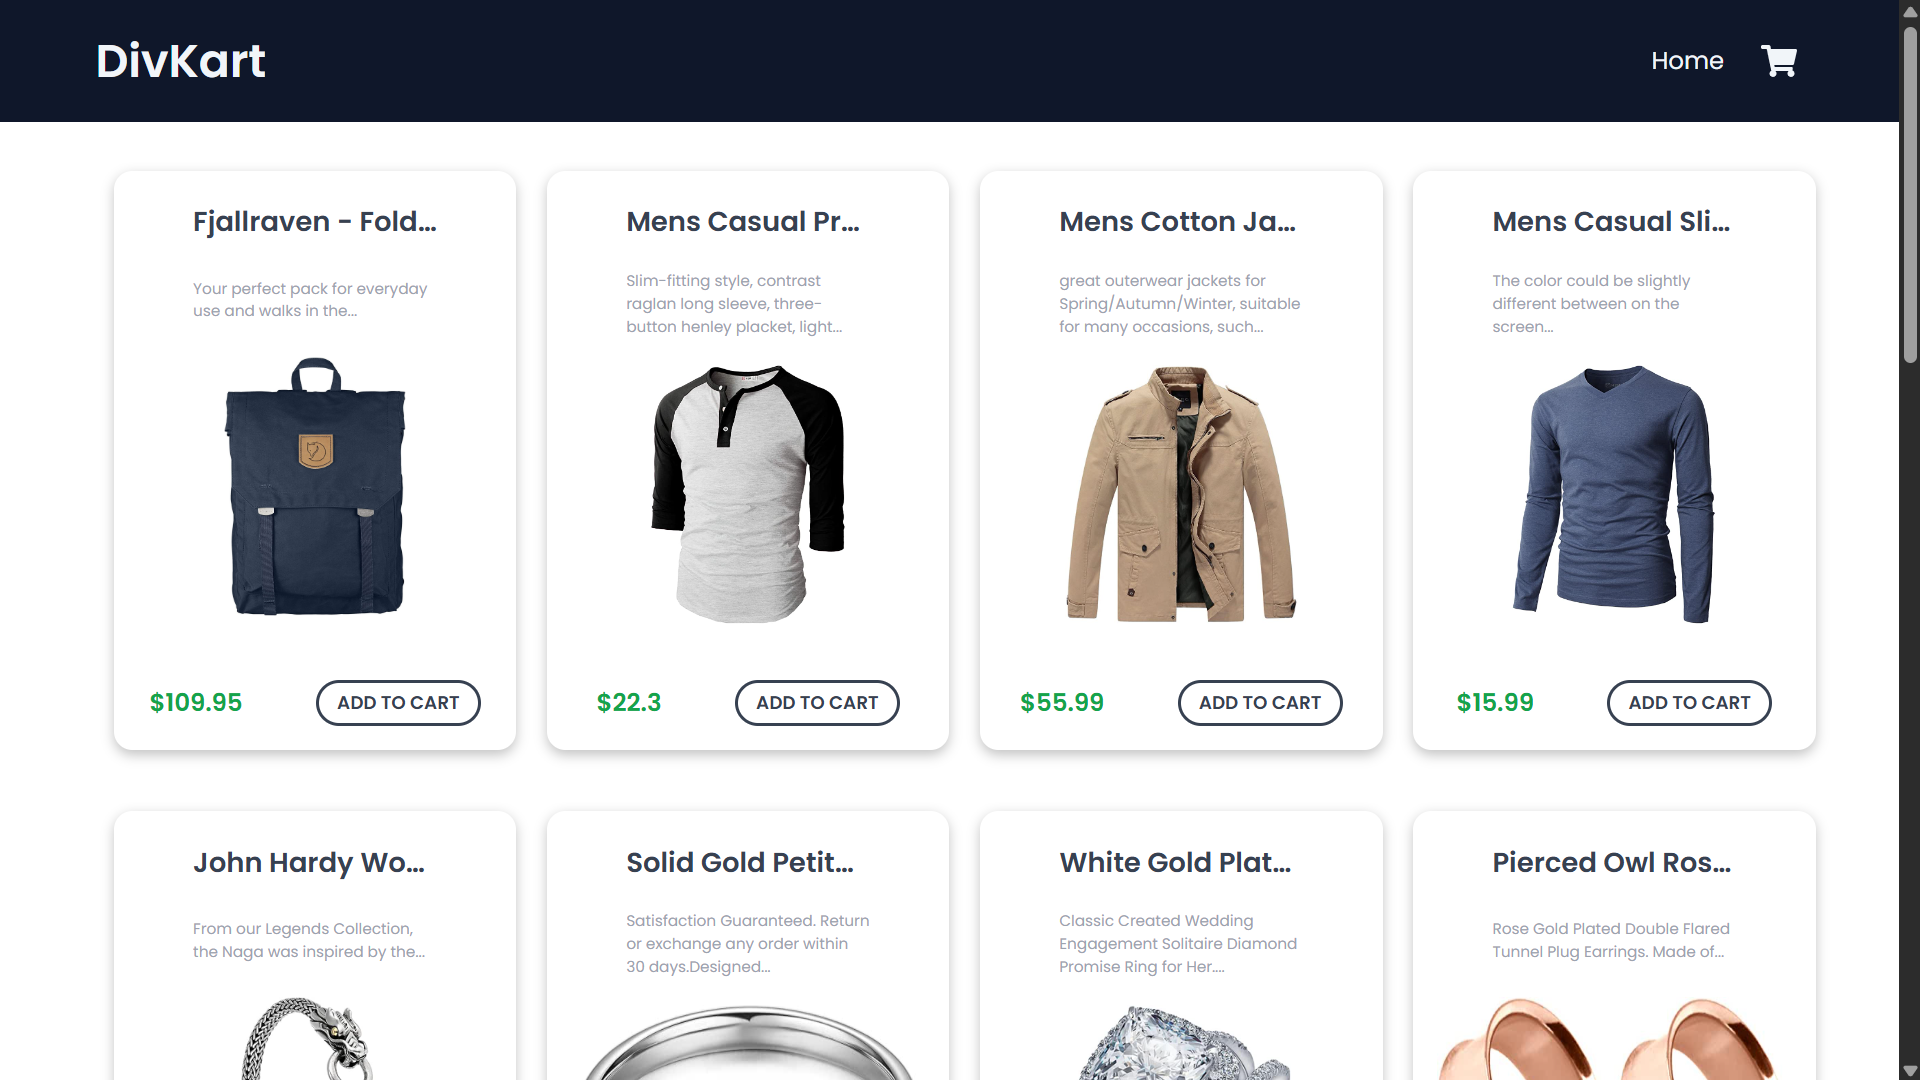 DivKart
Home
Fjallraven - Fold...
Your perfect pack for everyday
use and walks in the...
$109.95
ADD TO CART
Mens Casual Pr...
Slim-fitting style, contrast
raglan long sleeve, three-
button henley placket, light...
$22.3
ADD TO CART
Mens Cotton Ja...
great outerwear jackets for
Spring/Autumn/Winter, suitable
for many occasions, such...
$55.99
ADD TO CART
Mens Casual Sli...
The color could be slightly
different between on the
screen...
$15.99
ADD TO CART
John Hardy Wo...
From our Legends Collection,
the Naga was inspired by the...
Solid Gold Petit...
Satisfaction Guaranteed. Return
or exchange any order within
30 days.Designed...
White Gold Plat...
Classic Created Wedding
Engagement Solitaire Diamond
Promise Ring for Her....
Pierced Owl Ros...
Rose Gold Plated Double Flared
Tunnel Plug Earrings. Made of...